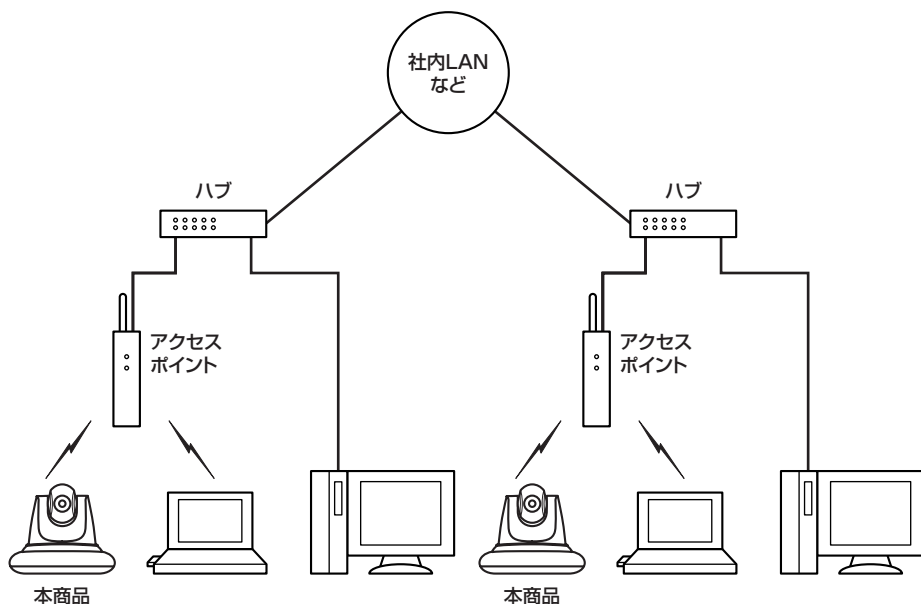 社内LAN
など
ハブ
ハブ
アクセス
ポイント
アクセス
ポイント
本商品
本商品